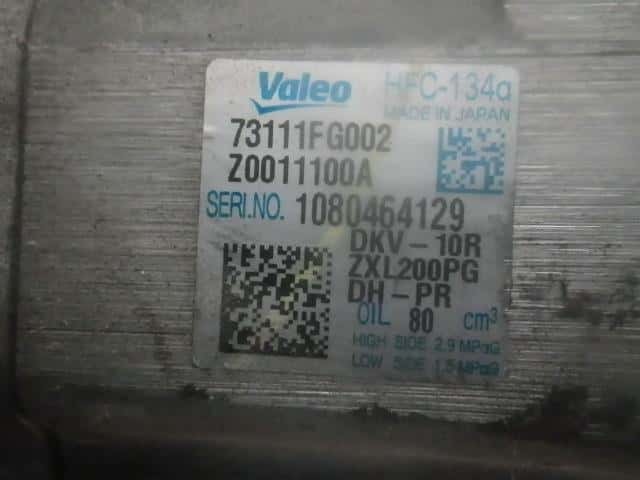 Valeo HFC-134a
MADE IN JAPAN
73111FG002
Z0011100A
SERI.NO. 1080464129
DKV-10R
ZXL200PG
DH-PR
OIL 80 cm³
HIGH SIDE 2.9 MPaG
LOW SIDE 1.5 MPaG